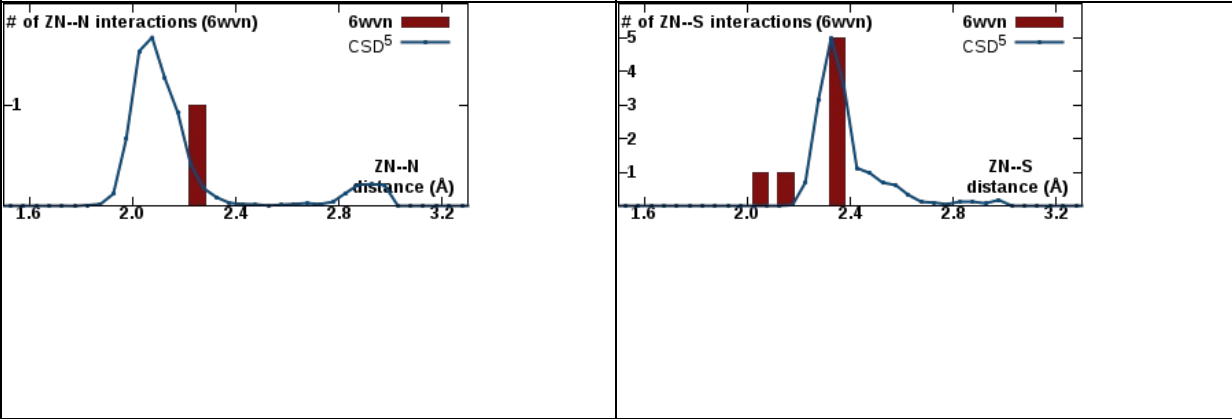 # of ZN--N interactions (6wvn)
6wvn
CSD5
1
ZN--N
distance (Å)
1.6 2.0 2.4 2.8 3.2
# of ZN--S interactions (6wvn)
6wvn
CSD5
5
4
3
2
1
ZN--S
distance (Å)
1.6 2.0 2.4 2.8 3.2